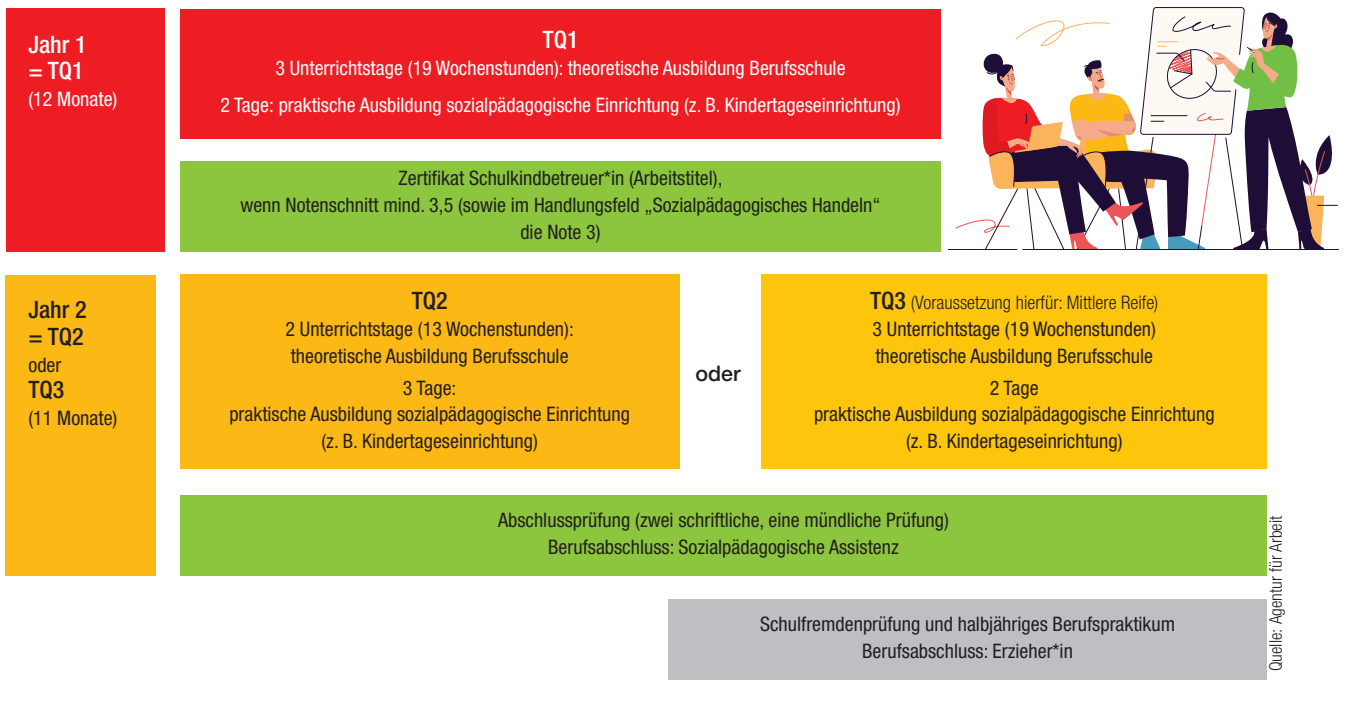 Jahr 1
= TQ1
(12 Monate)
TQ1
3 Unterrichtstage (19 Wochenstunden): theoretische Ausbildung Berufsschule
2 Tage: praktische Ausbildung sozialpädagogische Einrichtung (z. B. Kindertageseinrichtung)
Zertifikat Schulkindbetreuer*in (Arbeitstitel),
wenn Notenschnitt mind. 3,5 (sowie im Handlungsfeld „Sozialpädagogisches Handeln“
die Note 3)
Jahr 2
= TQ2
oder
TQ3
(11 Monate)
TQ2
2 Unterrichtstage (13 Wochenstunden):
theoretische Ausbildung Berufsschule
3 Tage:
praktische Ausbildung sozialpädagogische Einrichtung
(z. B. Kindertageseinrichtung)
oder
TQ3 (Voraussetzung hierfür: Mittlere Reife)
3 Unterrichtstage (19 Wochenstunden)
theoretische Ausbildung Berufsschule
2 Tage
praktische Ausbildung sozialpädagogische Einrichtung
(z. B. Kindertageseinrichtung)
Abschlussprüfung (zwei schriftliche, eine mündliche Prüfung)
Berufsabschluss: Sozialpädagogische Assistenz
Schulfremdenprüfung und halbjähriges Berufspraktikum
Berufsabschluss: Erzieher*in
Quelle: Agentur für Arbeit